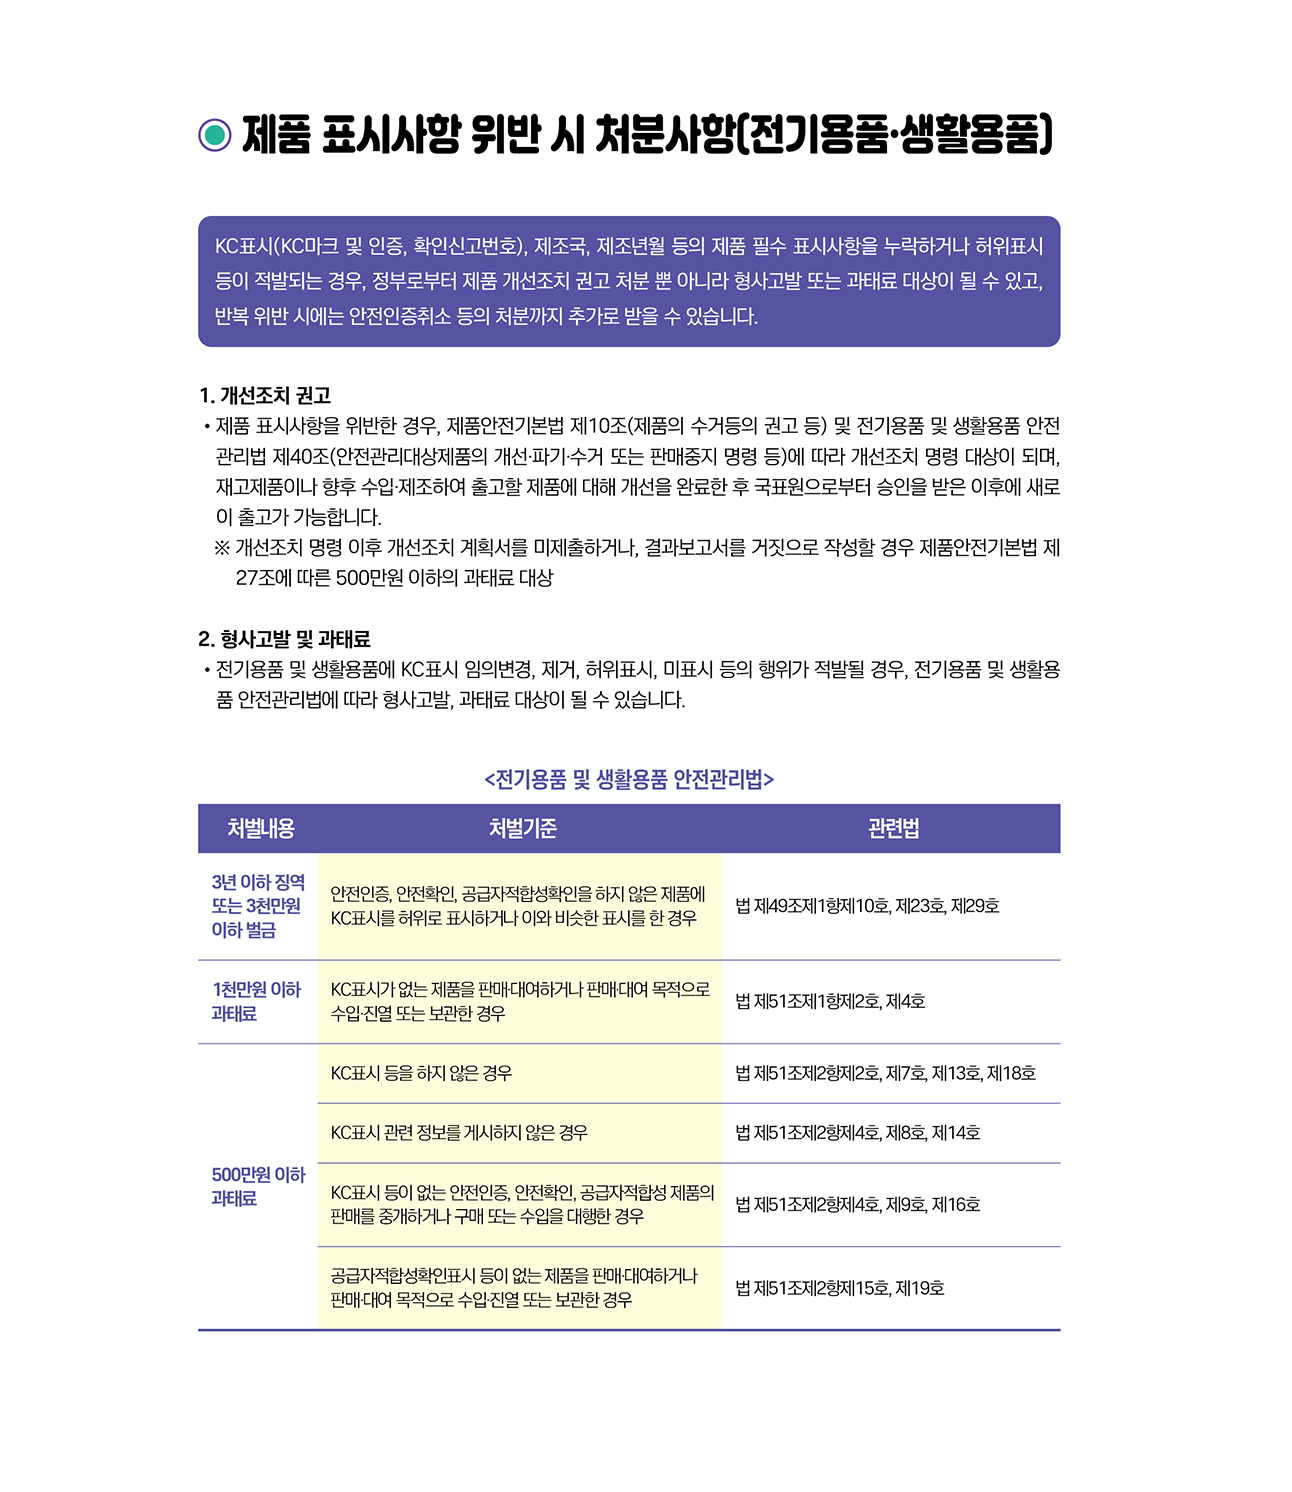 제품 표시사항 위반 시 처분사항(전기용품·생활용품)
KC표시(KC마크 및 인증, 확인신고번호), 제조국, 제조년월 등의 제품 필수 표시사항을 누락하거나 허위표시
등이 적발되는 경우, 정부로부터 제품 개선조치 권고 처분 뿐 아니라 형사고발 또는 과태료 대상이 될 수 있고,
반복 위반 시에는 안전인증취소 등의 처분까지 추가로 받을 수 있습니다.
1. 개선조치 권고
• 제품 표시사항을 위반한 경우, 제품안전기본법 제10조(제품의 수거등의 권고 등) 및 전기용품 및 생활용품 안전
관리법 제40조(안전관리대상제품의 개선·파기·수거 또는 판매중지 명령 등)에 따라 개선조치 명령 대상이 되며,
재고제품이나 향후 수입·제조하여 출고할 제품에 대해 개선을 완료한 후 국표원으로부터 승인을 받은 이후에 새로
이 출고가 가능합니다.
※ 개선조치 명령 이후 개선조치 계획서를 미제출하거나, 결과보고서를 거짓으로 작성할 경우 제품안전기본법 제
27조에 따른 500만원 이하의 과태료 대상
2. 형사고발 및 과태료
• 전기용품 및 생활용품에 KC표시 임의변경, 제거, 허위표시, 미표시 등의 행위가 적발될 경우, 전기용품 및 생활용
품 안전관리법에 따라 형사고발, 과태료 대상이 될 수 있습니다.
<전기용품 및 생활용품 안전관리법>
처벌내용 처벌기준 관련법
3년 이하 징역
또는 3천만원
이하 벌금
안전인증, 안전확인, 공급자적합성확인을 하지 않은 제품에
KC표시를 허위로 표시하거나 이와 비슷한 표시를 한 경우
법 제49조제1항제10호, 제23호, 제29호
1천만원 이하
과태료
KC표시가 없는 제품을 판매·대여하거나 판매·대여 목적으로
수입·진열 또는 보관한 경우
법 제51조제1항제2호, 제4호
500만원 이하
과태료
KC표시 등을 하지 않은 경우
법 제51조제2항제2호, 제7호, 제13호, 제18호
KC표시 관련 정보를 게시하지 않은 경우
법 제51조제2항제4호, 제8호, 제14호
KC표시 등이 없는 안전인증, 안전확인, 공급자적합성 제품의
판매를 중개하거나 구매 또는 수입을 대행한 경우
법 제51조제2항제4호, 제9호, 제16호
공급자적합성확인표시 등이 없는 제품을 판매·대여하거나
판매·대여 목적으로 수입·진열 또는 보관한 경우
법 제51조제2항제15호, 제19호